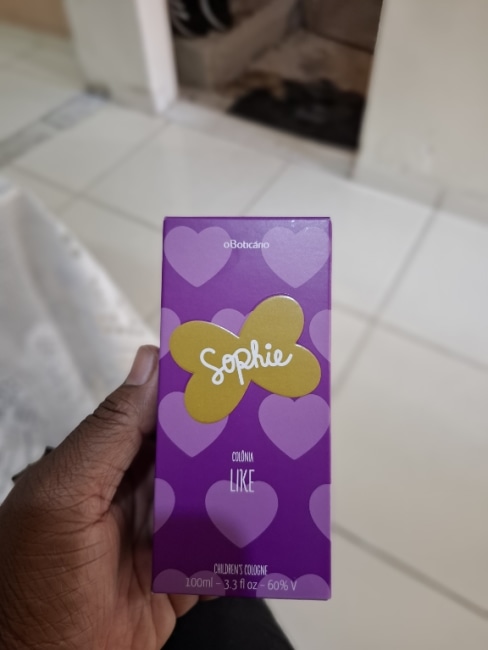 oBoticário
Sophie
COLÔNIA
LIKE
CHILDREN'S COLOGNE
100ml - 3.3 fl oz - 60% V